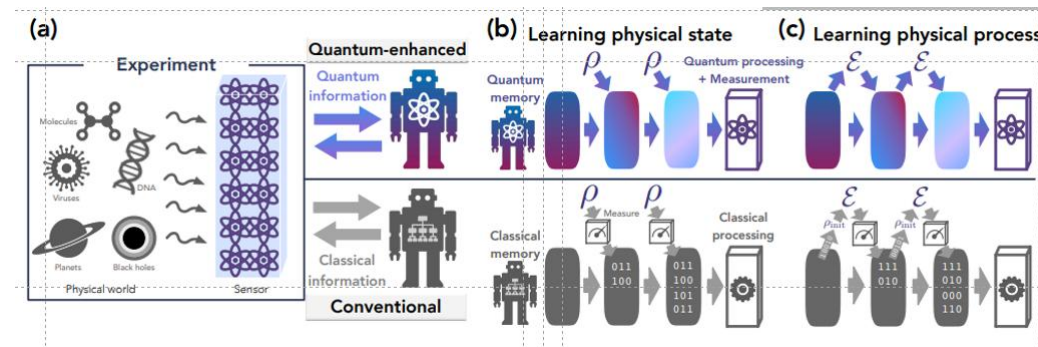 (a)
Experiment
Molecules
Viruses
DNA
Planets
Black holes
Physical world
Sensor
Quantum-enhanced
Quantum
information
Classical
information
Conventional
(b) Learning physical state
Quantum
memory
ρ
ρ
Quantum processing
+ Measurement
Classical
memory
ρ
Measure
ρ
011
100
011
100
101
011
Classical
processing
(c) Learning physical proces
ℰ
ℰ
ρinit
ℰ
ρinit
ℰ
111
010
111
010
000
110